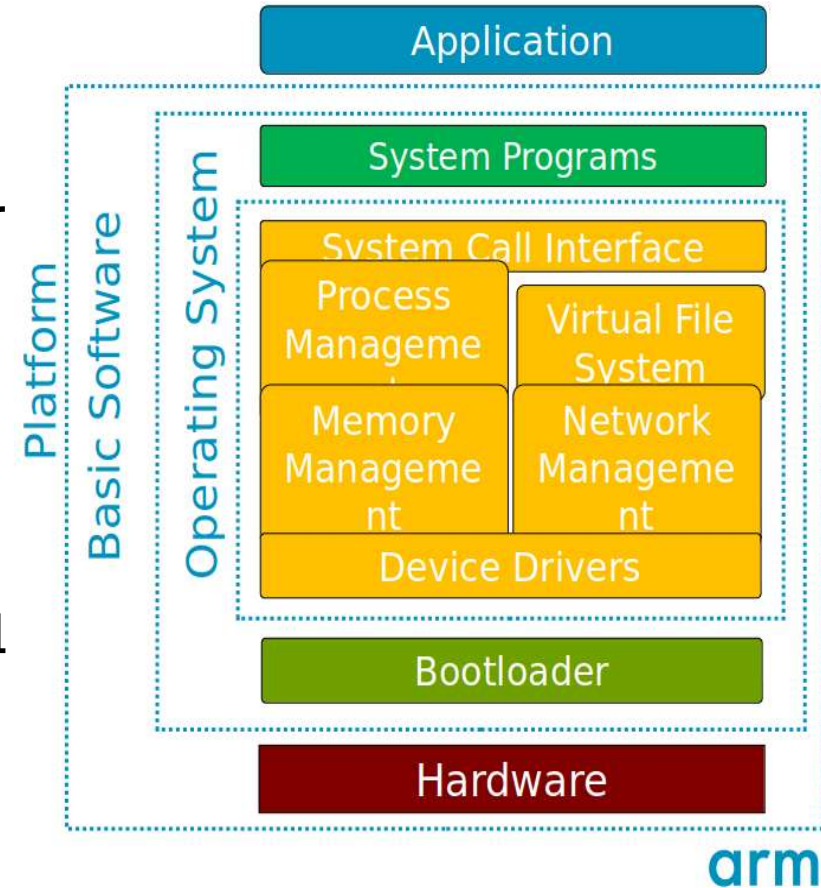 Application
System Programs
System Call Interface
Process
Manageme
Virtual File
System
Memory
Manageme
nt
Network
Manageme
nt
Device Drivers
Bootloader
Hardware
Platform
Basic Software
Operating System
arm